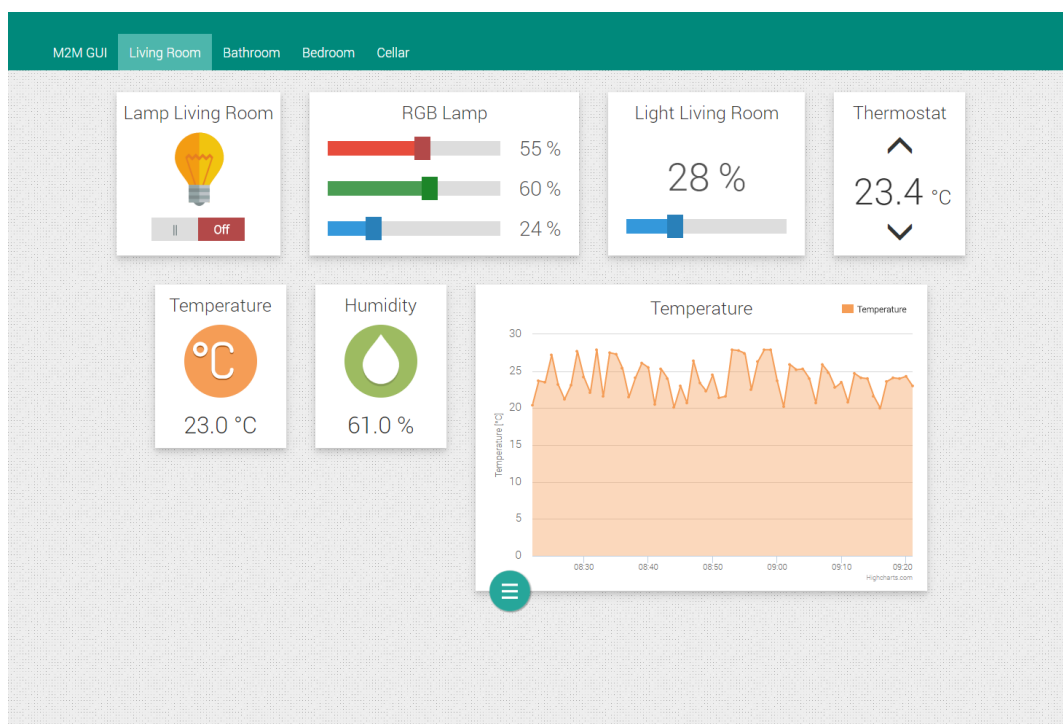 M2M GUI Living Room Bathroom Bedroom Cellar
Lamp Living Room
Off
RGB Lamp
55 %
60 %
24 %
Light Living Room
28 %
Thermostat
23.4 °C
Temperature
°C
23.0 °C
Humidity
61.0 %
Temperature
Temperature
Temperature [°C]
30
25
20
15
10
5
0
08:30 08:40 08:50 09:00 09:10 09:20
Highcharts.com